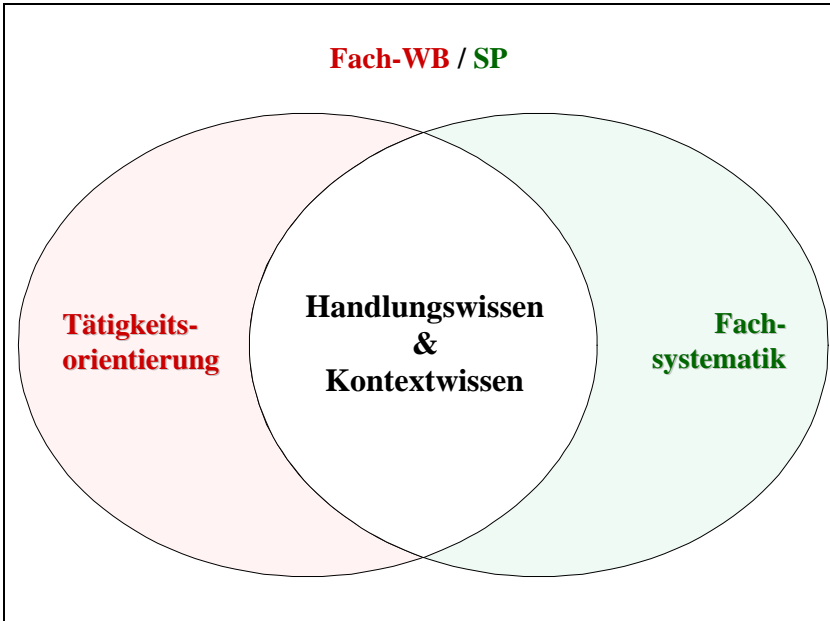 Fach-WB / SP
Tätigkeits-
orientierung
Handlungswissen
&
Kontextwissen
Fach-
systematik